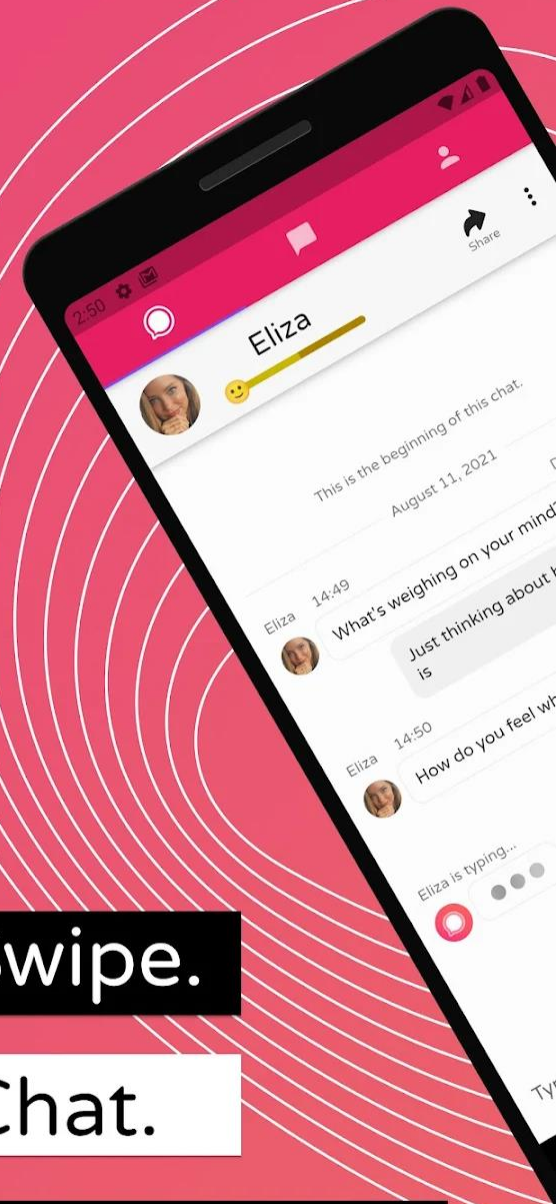 2:50
Share
Eliza
This is the beginning of this chat.
August 11, 2021
Eliza 14:49
What's weighing on your mind?
Just thinking about
is
Eliza 14:50
How do you feel
Eliza is typing...
wipe.
Chat.